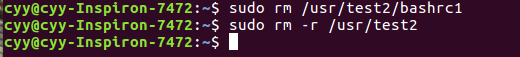 cyy@cyy-Inspiron-7472:~$ sudo rm /usr/test2/bashrc1
cyy@cyy-Inspiron-7472:~$ sudo rm -r /usr/test2
cyy@cyy-Inspiron-7472:~$